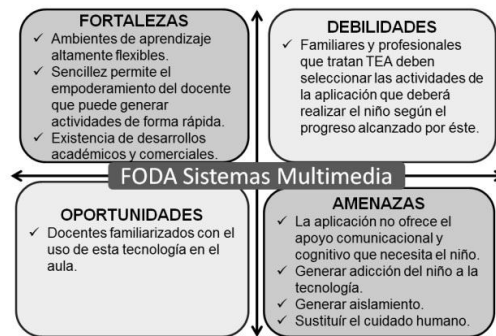 FORTALEZAS
✓ Ambientes de aprendizaje
altamente flexibles.
✓ Sencillez permite el
empoderamiento del docente
que puede generar
actividades de forma rápida.
✓ Existencia de desarrollos
académicos y comerciales.
DEBILIDADES
✓ Familiares y profesionales
que tratan TEA deben
seleccionar las actividades de
la aplicación que deberá
realizar el niño según el
progreso alcanzado por éste.
FODA Sistemas Multimedia
OPORTUNIDADES
✓ Docentes familiarizados con el
uso de esta tecnología en el
aula.
AMENAZAS
✓ La aplicación no ofrece el
apoyo comunicacional y
cognitivo que necesita el niño.
✓ Generar adicción del niño a la
tecnología.
✓ Generar aislamiento.
✓ Sustituír el cuidado humano.